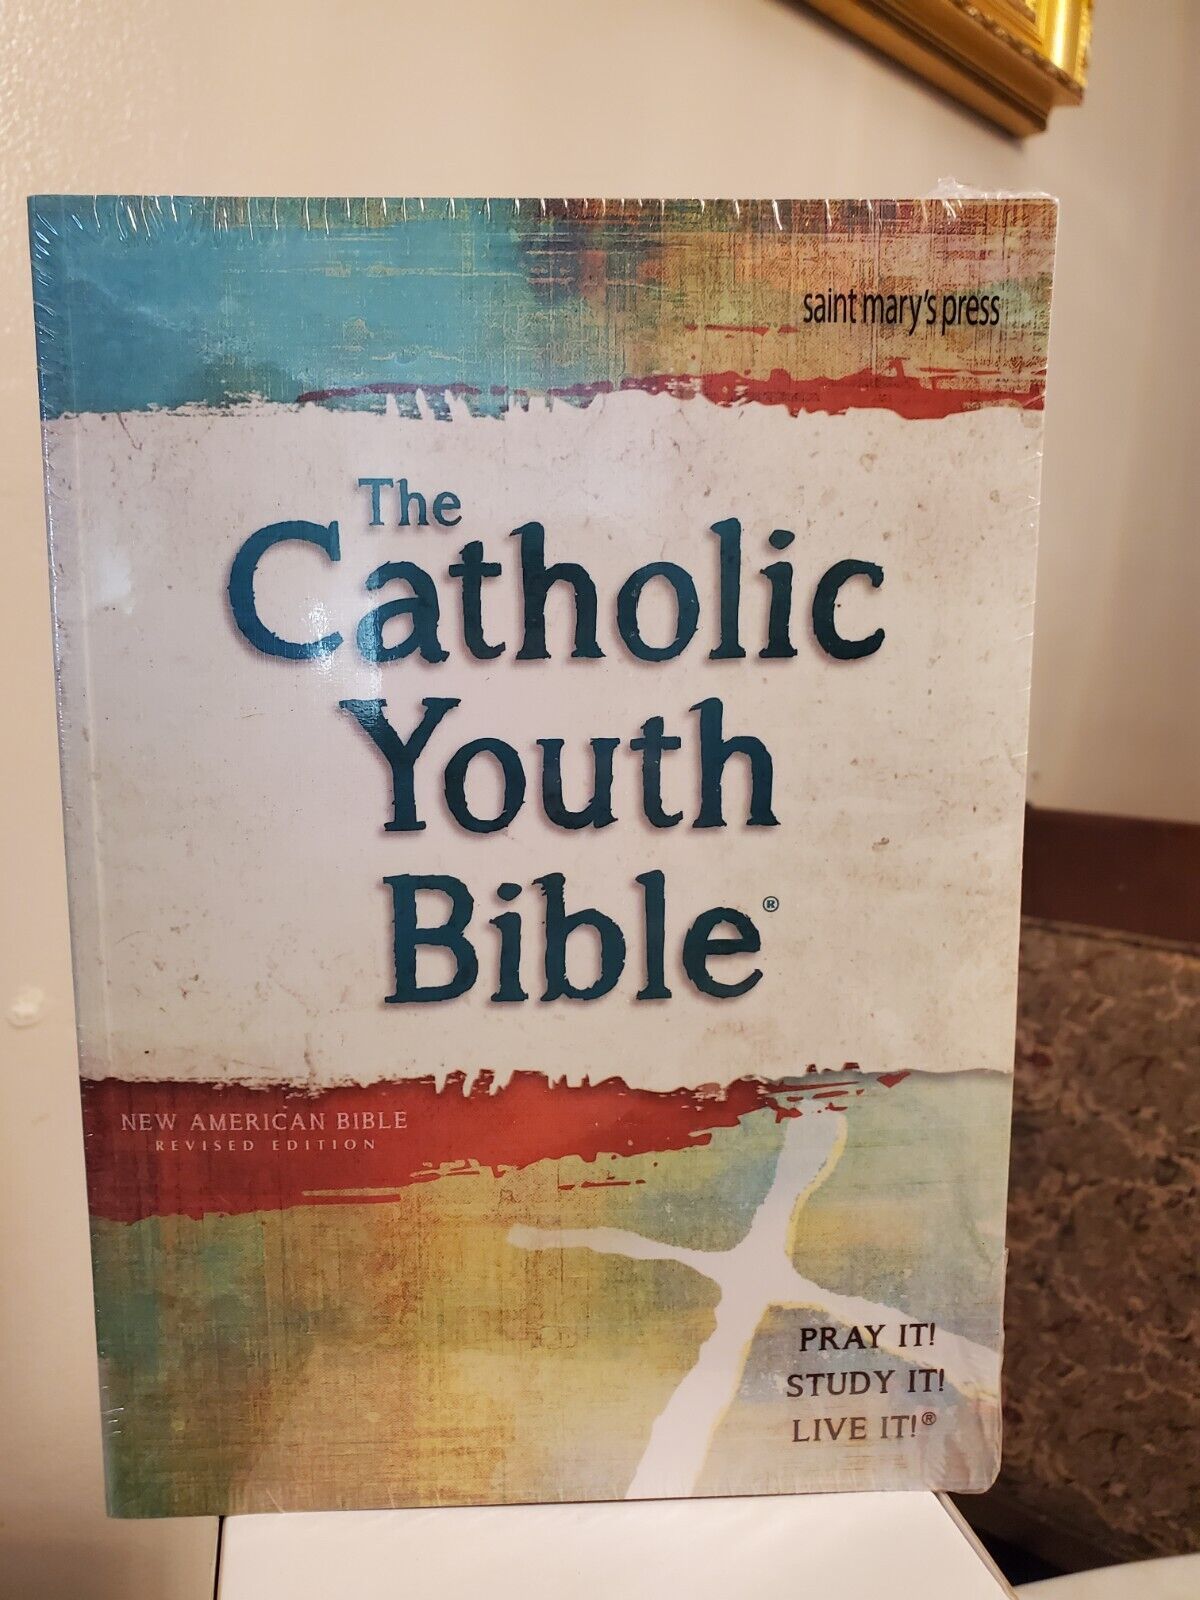 saint mary's press
The
Catholic
Youth
Bible®
NEW AMERICAN BIBLE
REVISED EDITION
PRAY IT!
STUDY IT!
LIVE IT!®